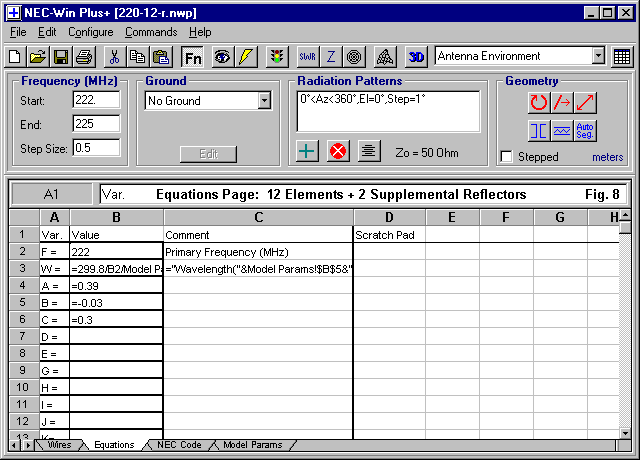 NEC-Win Plus+ [220-12-r.nwp]
File Edit Configure Commands Help
Fn SWR Z 3D Antenna Environment
Frequency (MHz)
Start: 222.
End: 225
Step Size: 0.5
Ground
No Ground
Edit
Radiation Patterns
0°<Az<360°,El=0°,Step=1°
Zo = 50 Ohm
Geometry
Auto Seg.
Stepped meters
A1 Var. Equations Page: 12 Elements + 2 Supplemental Reflectors Fig. 8
A B C D E F G H
1 Var. Value Comment Scratch Pad
2 F = 222 Primary Frequency (MHz)
3 W = =299.8/B2/Model Pa ="Wavelength("&Model Params!$B$5&"
4 A = =0.39
5 B = =-0.03
6 C = =0.3
7 D =
8 E =
9 G =
10 H =
11 I =
12 J =
13 K=
Wires Equations NEC Code Model Params